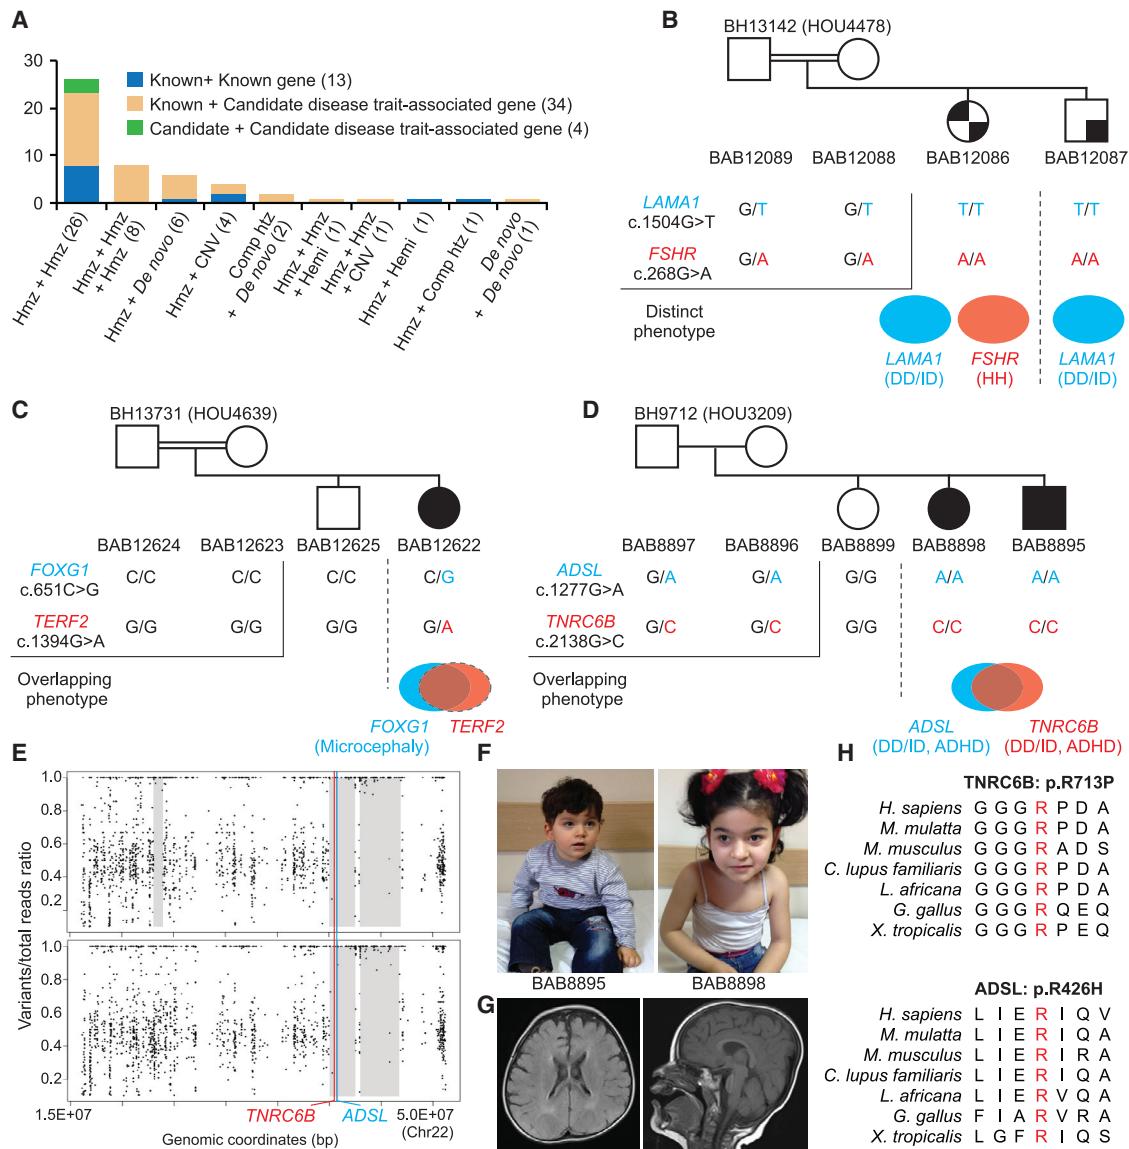 A
30
20
10
0
Known+ Known gene (13)
Known + Candidate disease trait-associated gene (34)
Candidate + Candidate disease trait-associated gene (4)
Hmz + Hmz (26)
Hmz + Hmz
+ Hmz (8)
Hmz + De novo (6)
Hmz + CNV (4)
Comp htz
+ De novo (2)
Hmz + Hmz
+ Hemi (1)
Hmz + Hmz
+ CNV (1)
Hmz + Hemi (1)
Hmz + Comp htz (1)
De novo
+ De novo (1)
B
BH13142 (HOU4478)
BAB12089 BAB12088 BAB12086 BAB12087
LAMA1
c.1504G>T
G/T G/T T/T T/T
FSHR
c.268G>A
G/A G/A A/A A/A
Distinct
phenotype
LAMA1
(DD/ID)
FSHR
(HH)
LAMA1
(DD/ID)
C
BH13731 (HOU4639)
BAB12624 BAB12623 BAB12625 BAB12622
FOXG1
c.651C>G
C/C C/C C/C C/G
TERF2
c.1394G>A
G/G G/G G/G G/A
Overlapping
phenotype
FOXG1
(Microcephaly)
TERF2
D
BH9712 (HOU3209)
BAB8897 BAB8896 BAB8899 BAB8898 BAB8895
ADSL
c.1277G>A
G/A G/A G/G A/A A/A
TNRC6B
c.2138G>C
G/C G/C G/G C/C C/C
Overlapping
phenotype
ADSL
(DD/ID, ADHD)
TNRC6B
(DD/ID, ADHD)
E
Variants/total reads ratio
1.0
0.8
0.6
0.4
0.2
1.0
0.8
0.6
0.4
0.2
1.5E+07
TNRC6B
ADSL
5.0E+07
(Chr22)
Genomic coordinates (bp)
F
BAB8895 BAB8898
G
H
TNRC6B: p.R713P
H. sapiens G G G R P D A
M. mulatta G G G R P D A
M. musculus G G G R A D S
C. lupus familiaris G G G R P D A
L. africana G G G R P D A
G. gallus G G G R Q E Q
X. tropicalis G G G R P E Q
ADSL: p.R426H
H. sapiens L I E R I Q V
M. mulatta L I E R I Q A
M. musculus L I E R I R A
C. lupus familiaris L I E R I Q A
L. africana L I E R V Q A
G. gallus F I A R V R A
X. tropicalis L G F R I Q S